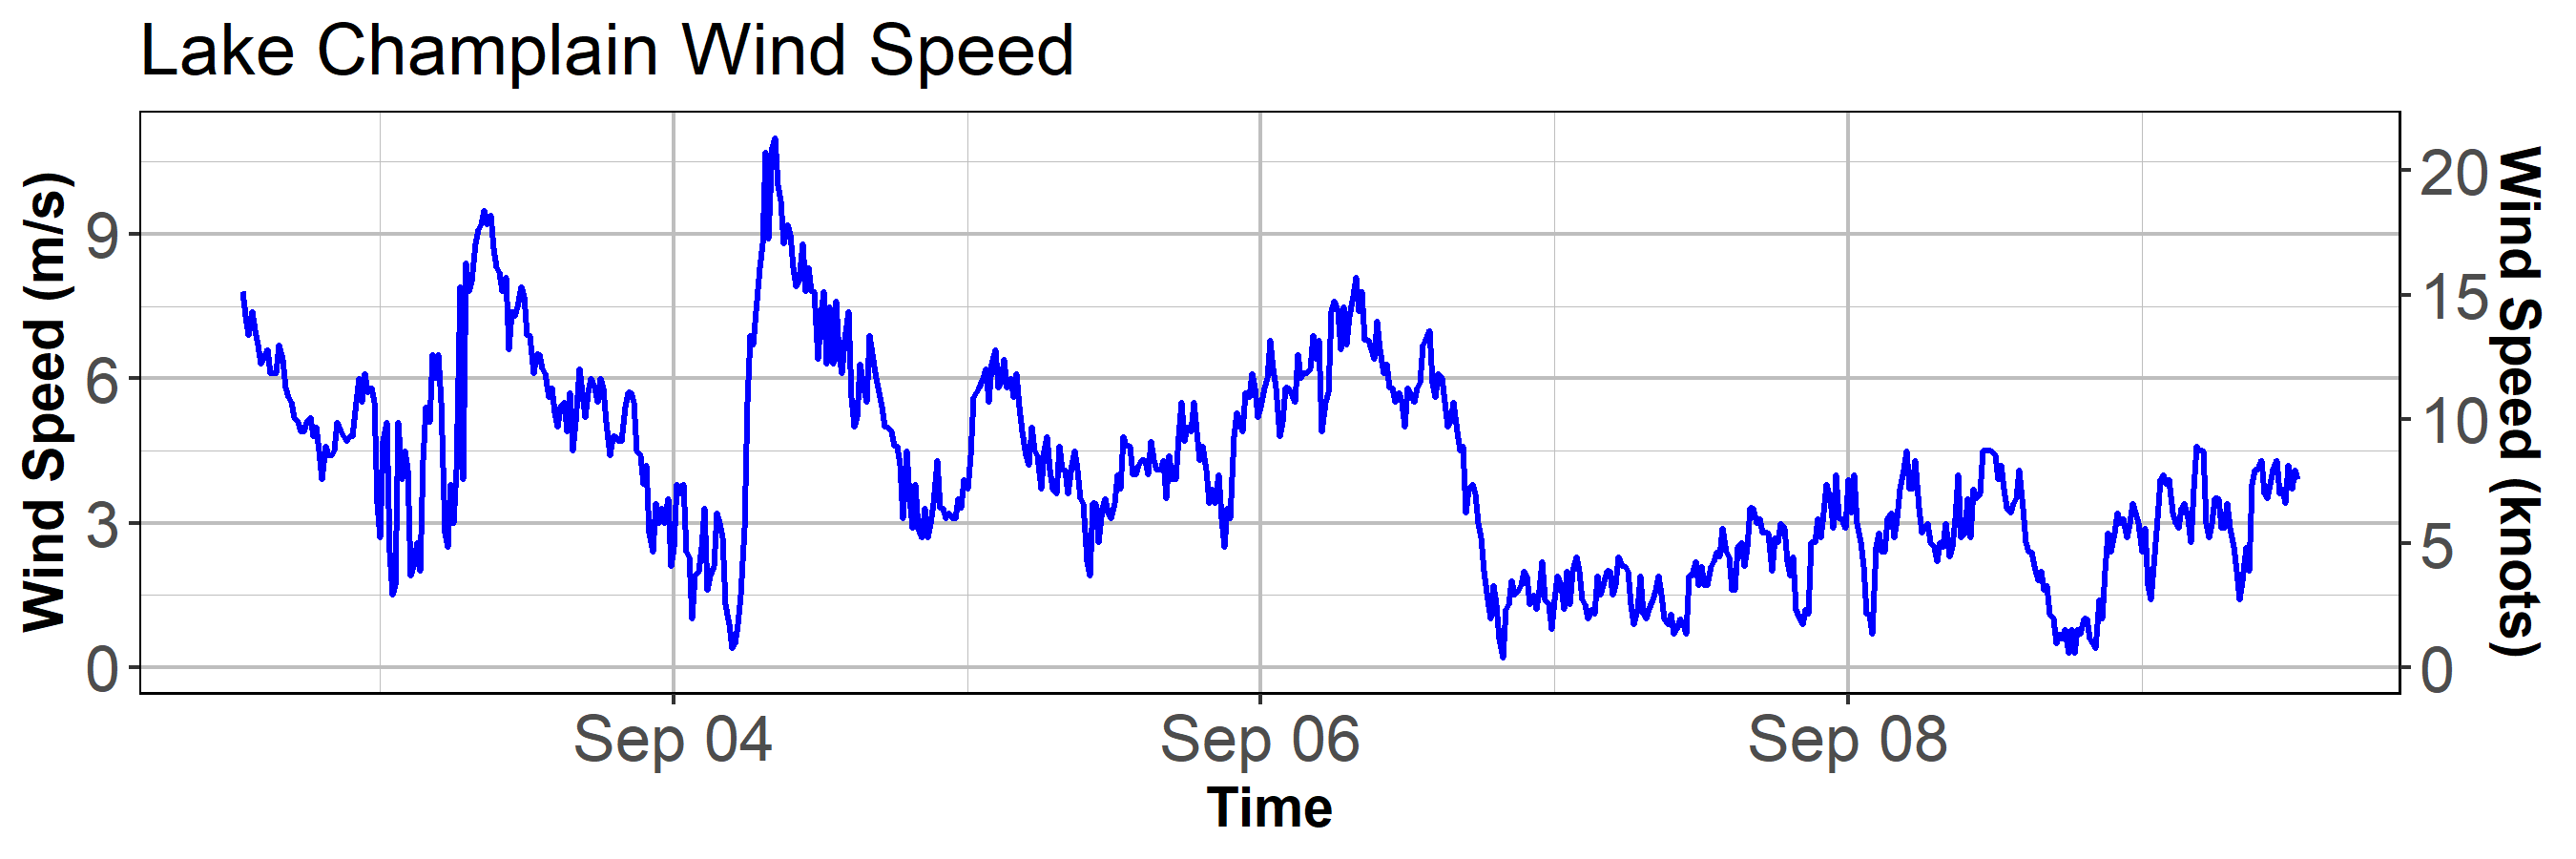 Lake Champlain Wind Speed
Wind Speed (m/s)
9
6
3
0
20
15
10
5
0
Wind Speed (knots)
Sep 04
Sep 06
Sep 08
Time